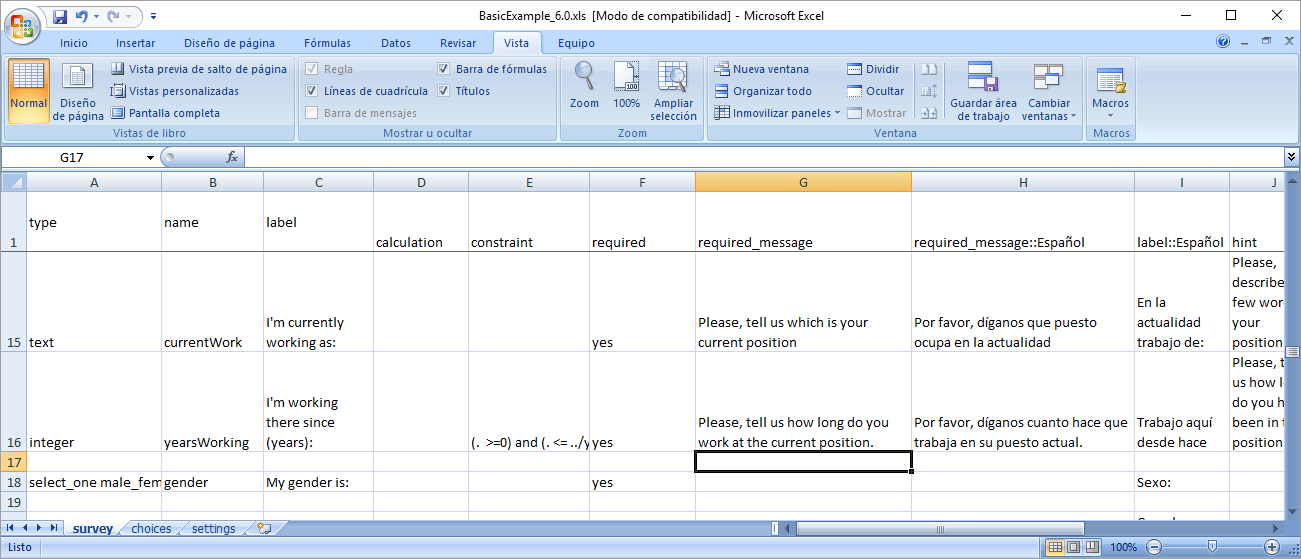 BasicExample_6.0.xls [Modo de compatibilidad] - Microsoft Excel
Inicio Insertar Diseño de página Fórmulas Datos Revisar Vista Equipo
Normal
Diseño de página
Vista previa de salto de página
Vistas personalizadas
Pantalla completa
Vistas de libro
Regla
Líneas de cuadrícula
Barra de mensajes
Barra de fórmulas
Títulos
Mostrar u ocultar
Zoom
100%
Ampliar selección
Zoom
Nueva ventana
Organizar todo
Inmovilizar paneles
Dividir
Ocultar
Mostrar
Guardar área de trabajo
Cambiar ventanas
Ventana
Macros
Macros
G17 fx
A B C D E F G H I J
1 type name label calculation constraint required required_message required_message::Español label::Español hint
15 text currentWork
I'm currently
working as:
yes
Please, tell us which is your
current position
Por favor, díganos que puesto
ocupa en la actualidad
En la
actualidad
trabajo de:
Please,
describe
few wor
your
position
16 integer yearsWorking
I'm working
there since
(years):
(. >=0) and (. <= ../y
yes
Please, tell us how long do you
work at the current position.
Por favor, díganos cuanto hace que
trabaja en su puesto actual.
Trabajo aquí
desde hace
Please, t
us how l
do you h
been in t
position
17
18 select_one male_fem gender My gender is: yes Sexo:
19
survey choices settings
Listo 100%